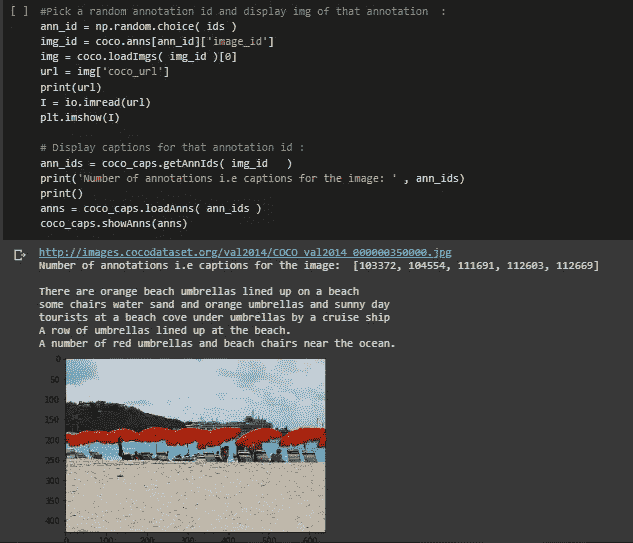 [ ] #Pick a random annotation id and display img of that annotation :
ann_id = np.random.choice( ids )
img_id = coco.anns[ann_id]['image_id']
img = coco.loadImgs( img_id )[0]
url = img['coco_url']
print(url)
I = io.imread(url)
plt.imshow(I)
# Display captions for that annotation id :
ann_ids = coco_caps.getAnnIds( img_id )
print('Number of annotations i.e captions for the image: ' , ann_ids)
print()
anns = coco_caps.loadAnns( ann_ids )
coco_caps.showAnns(anns)
http://images.cocodataset.org/val2014/COCO_val2014_000000350000.jpg
Number of annotations i.e captions for the image: [103372, 104554, 111691, 112603, 112669]
There are orange beach umbrellas lined up on a beach
some chairs water sand and orange umbrellas and sunny day
tourists at a beach cove under umbrellas by a cruise ship
A row of umbrellas lined up at the beach.
A number of red umbrellas and beach chairs near the ocean.
0
50
100
150
200
250
300
350
400
0 100 200 300 400 500 600